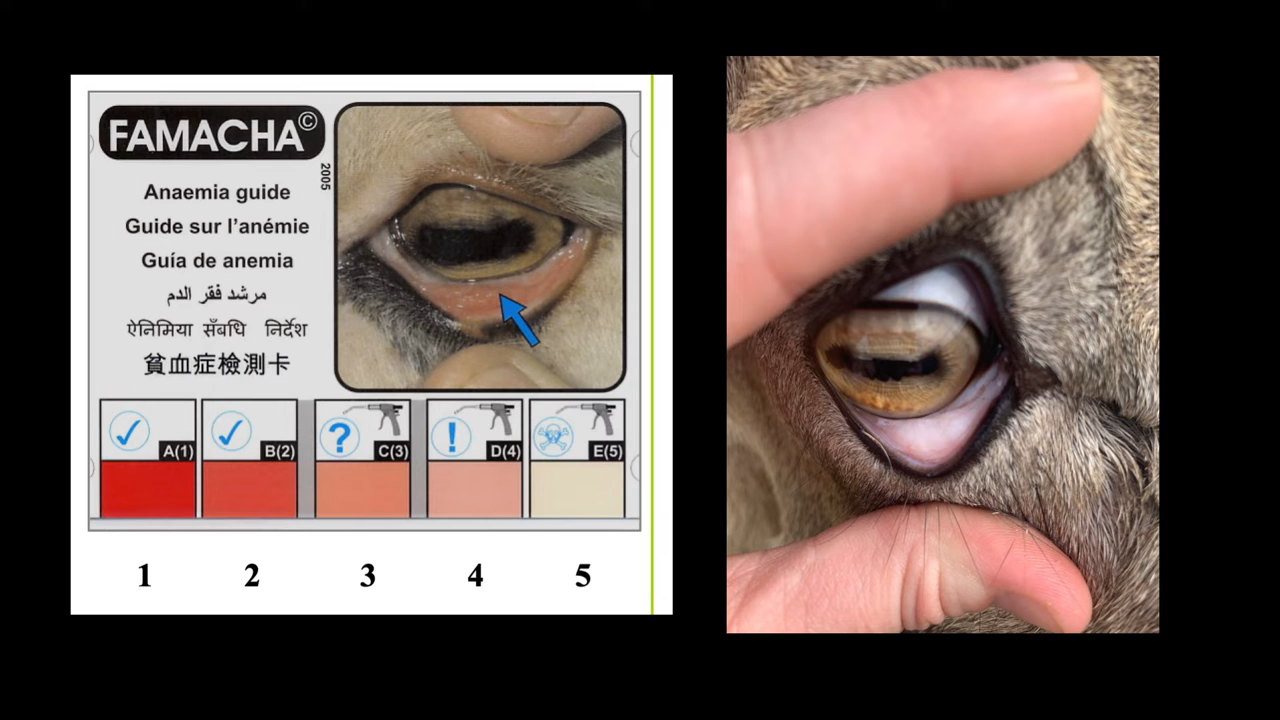 FAMACHA©
2005
Anaemia guide
Guide sur l'anémie
Guía de anemia
مرشد فقر الدم
ऐनिमिया सँबधि निर्देश
貧血症檢測卡
A(1)
B(2)
? C(3)
! D(4)
E(5)
1 2 3 4 5